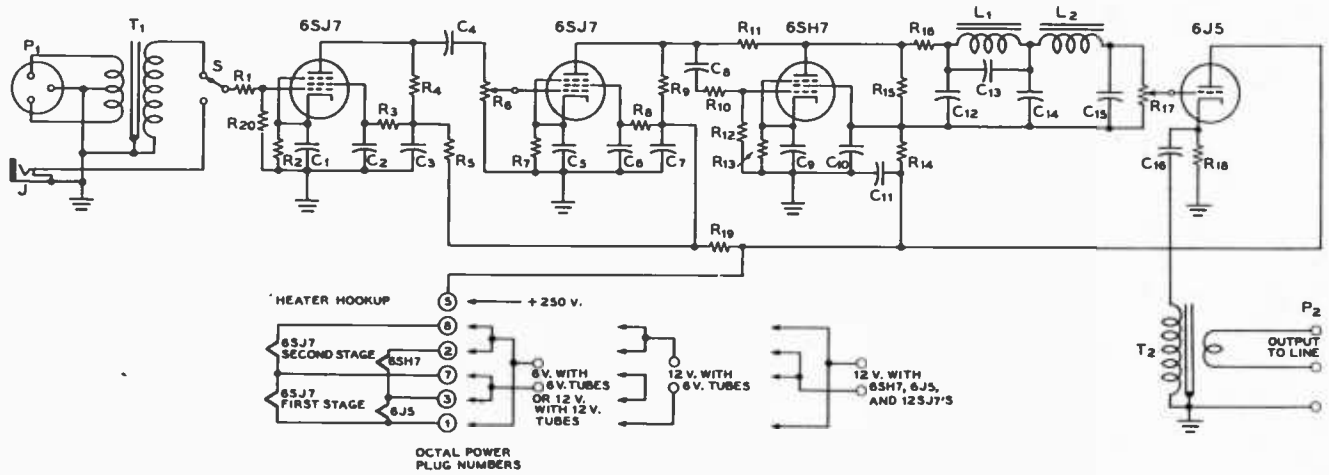 6SJ7
6SJ7
6SH7
6J5
P1
T1
S
R1
R20
R2
C1
C2
R3
R4
C3
C4
R5
R6
R7
C5
C6
R8
R9
C7
C8
R10
R11
R12
R13
C9
C10
C11
R14
R15
R16
L1
L2
C12
C13
C14
C15
R17
C16
R18
J
R19
HEATER HOOKUP
5
+ 250 V.
8
6SJ7
SECOND STAGE
6SH7
2
7
6SJ7
FIRST STAGE
3
6J5
1
6V. WITH
6V. TUBES
OR 12 V.
WITH 12 V.
TUBES
12 V. WITH
6V. TUBES
12 V. WITH
6SH7, 6J5,
AND 12SJ7'S
T2
P2
OUTPUT
TO LINE
OCTAL POWER
PLUG NUMBERS